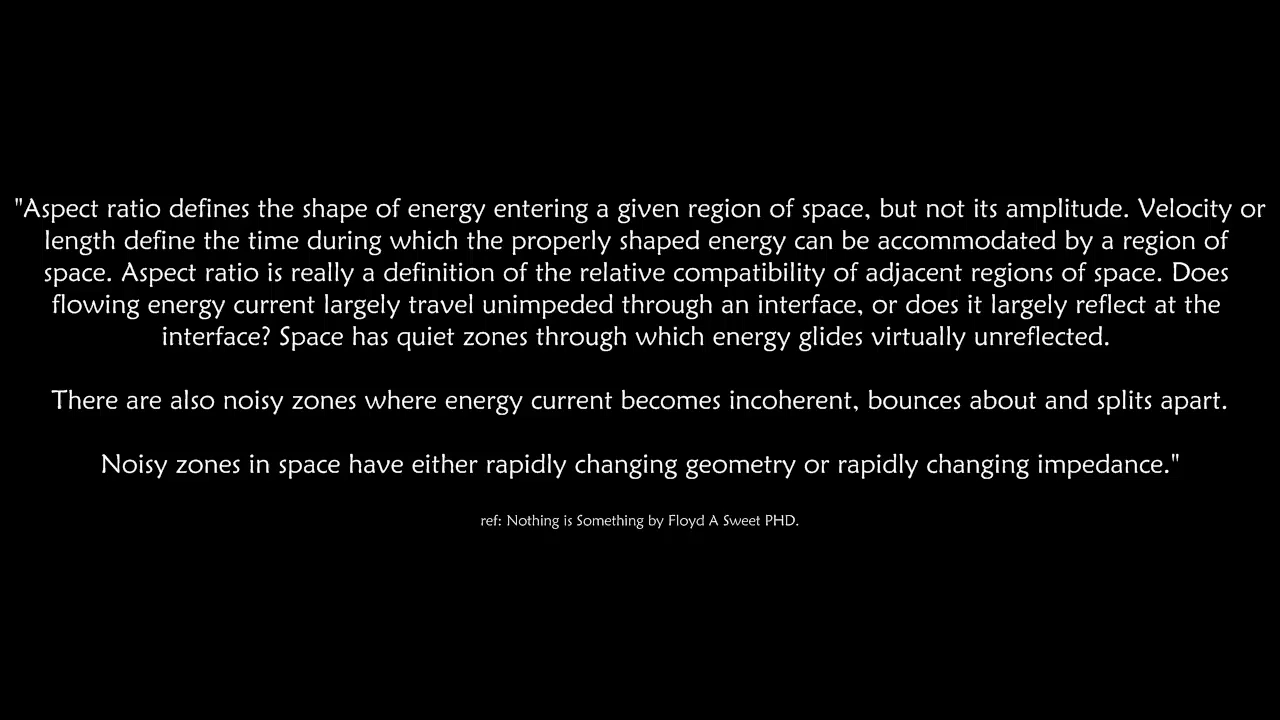 "Aspect ratio defines the shape of energy entering a given region of space, but not its amplitude. Velocity or
length define the time during which the properly shaped energy can be accommodated by a region of
space. Aspect ratio is really a definition of the relative compatibility of adjacent regions of space. Does
flowing energy current largely travel unimpeded through an interface, or does it largely reflect at the
interface? Space has quiet zones through which energy glides virtually unreflected.
There are also noisy zones where energy current becomes incoherent, bounces about and splits apart.
Noisy zones in space have either rapidly changing geometry or rapidly changing impedance."
ref: Nothing is Something by Floyd A Sweet PHD.